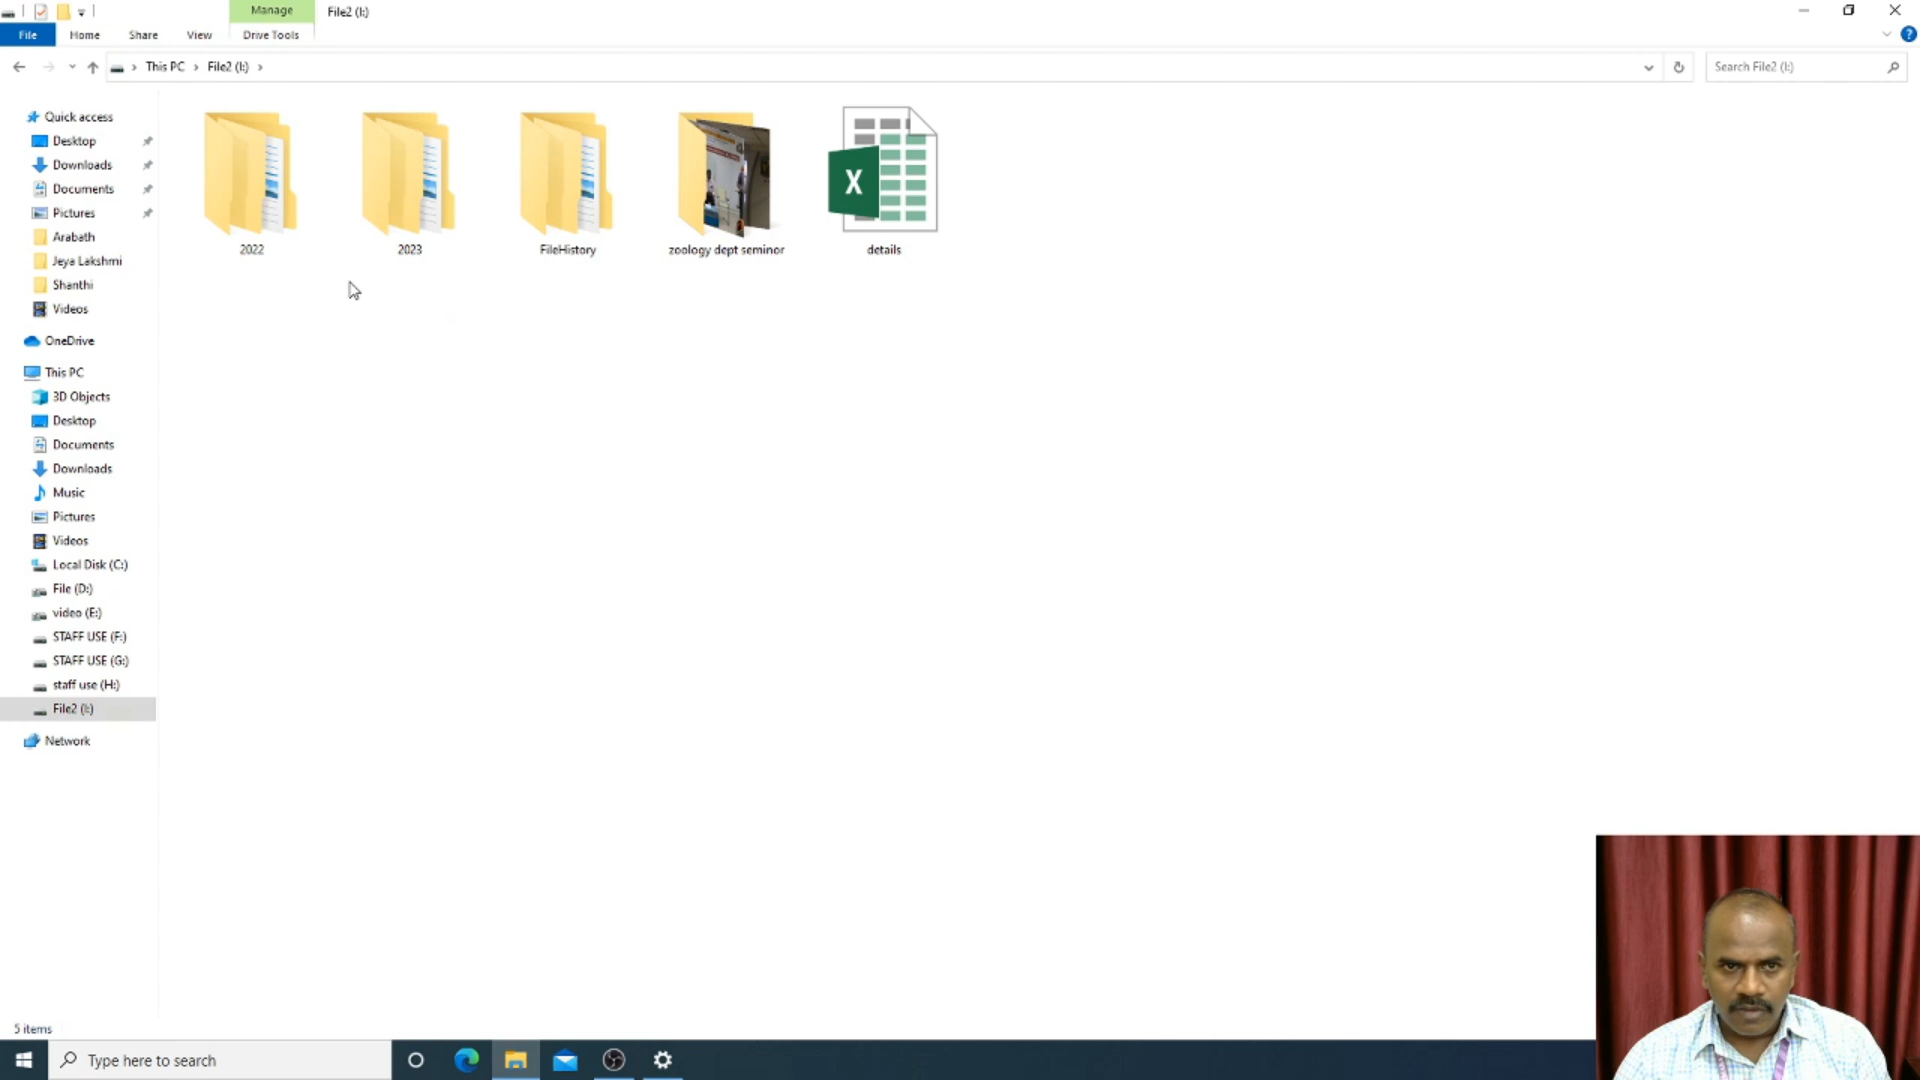 Manage
File2 (I:)
File
Home
Share
View
Drive Tools
This PC
File2 (I:)
Search File2 (I:)
Quick access
Desktop
Downloads
Documents
Pictures
Arabath
Jeya Lakshmi
Shanthi
Videos
OneDrive
This PC
3D Objects
Desktop
Documents
Downloads
Music
Pictures
Videos
Local Disk (C:)
File (D:)
video (E:)
STAFF USE (F:)
STAFF USE (G:)
staff use (H:)
File2 (I:)
Network
2022
2023
FileHistory
zoology dept seminor
X
details
5 items
Type here to search